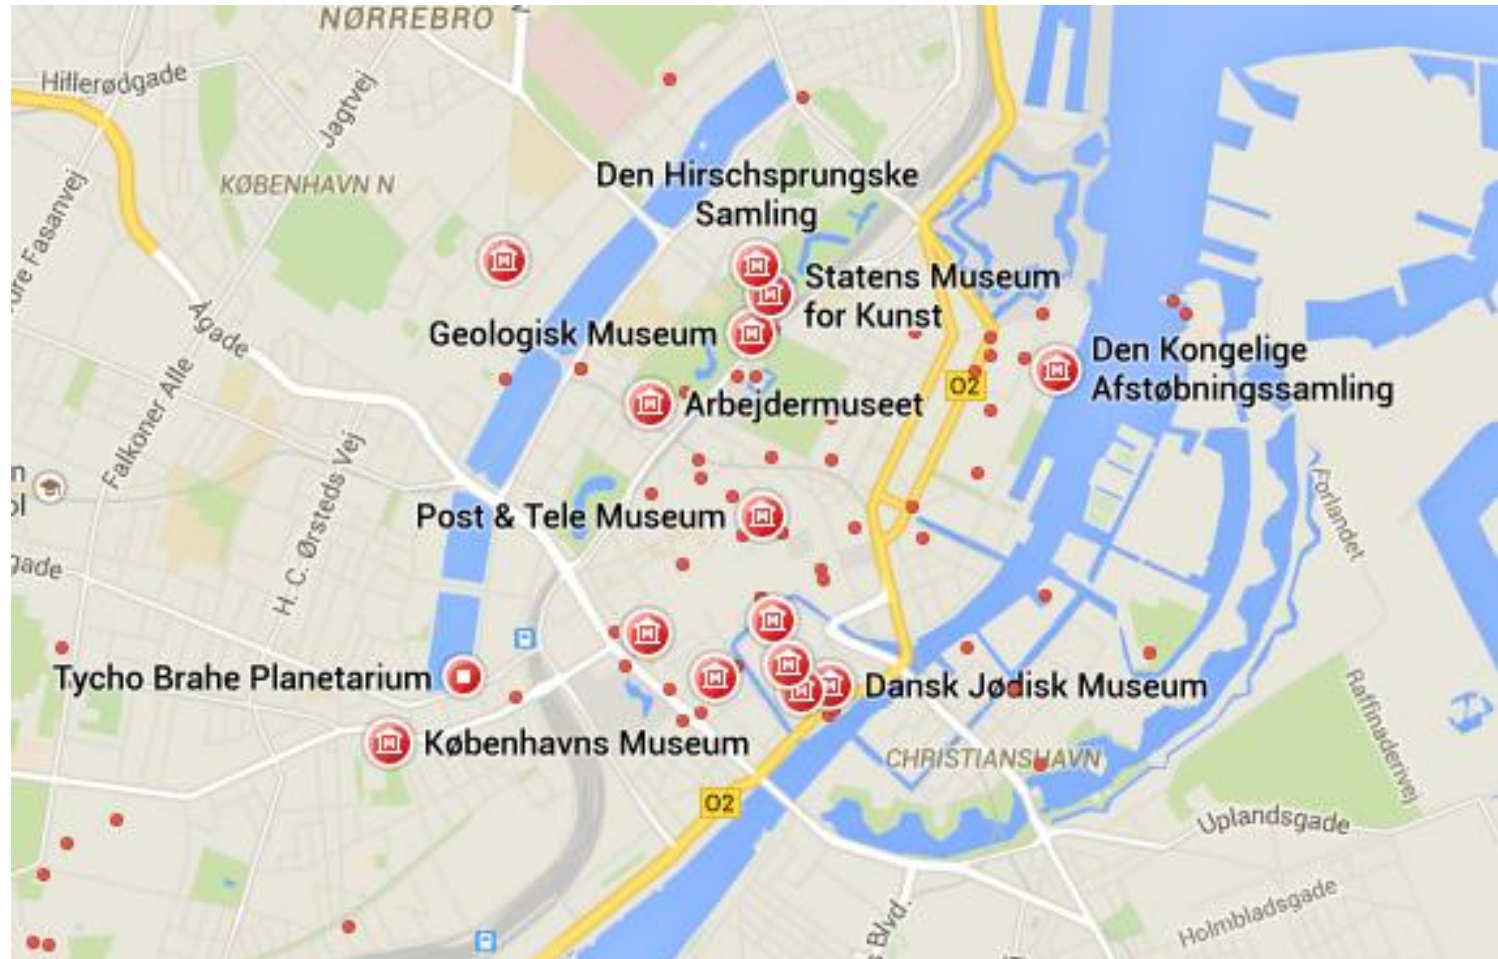 NØRREBRO
Hillerødgade
Jagtvej
KØBENHAVN N
Den Hirschsprungske
Samling
Statens Museum
for Kunst
Ågade
Geologisk Museum
Den Kongelige
Afstøbningssamling
O2
Arbejdermuseet
Falkoner Alle
H. C. Ørsteds Vej
Post & Tele Museum
Forlandet
Tycho Brahe Planetarium
Dansk Jødisk Museum
Københavns Museum
CHRISTIANSHAVN
Raffinaderivej
O2
Uplandsgade
Holmbladsgade
s Blvd.